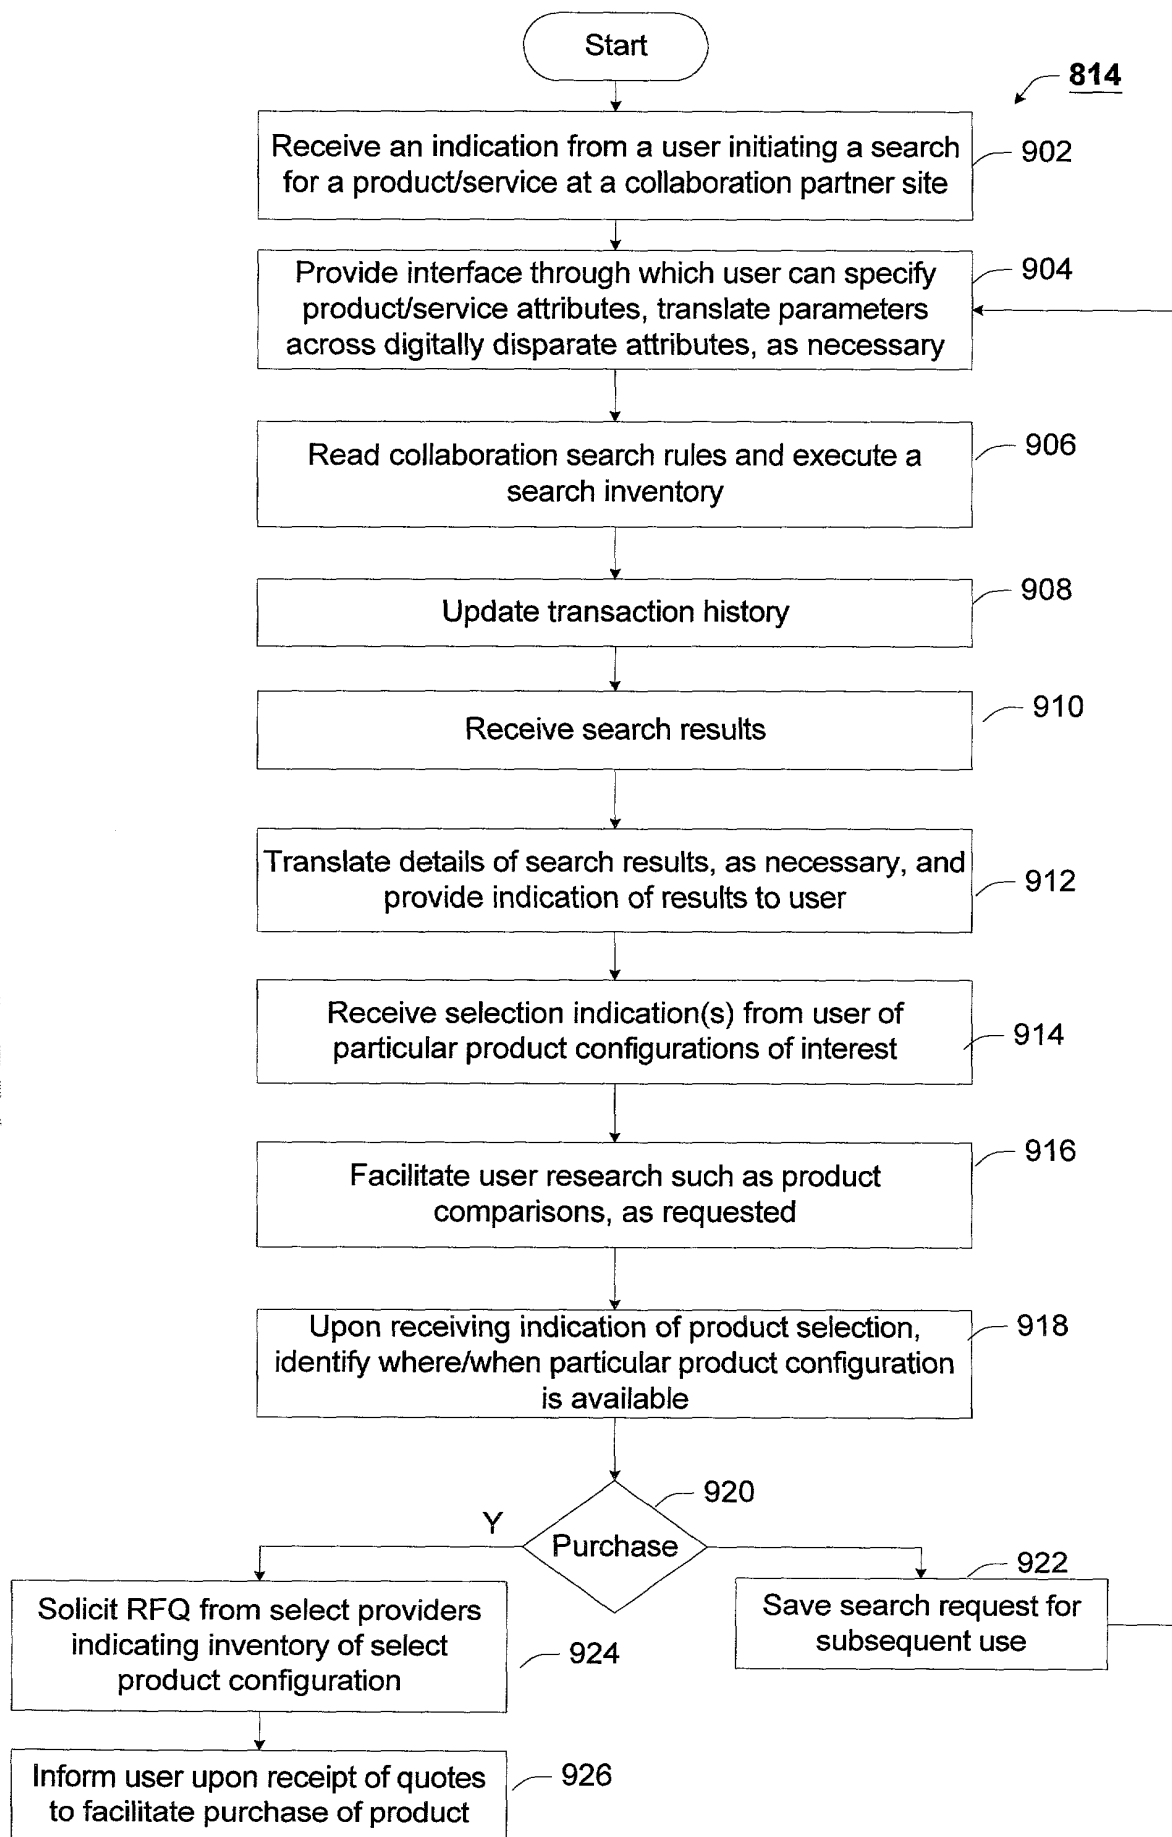 Start
814
Receive an indication from a user initiating a search
for a product/service at a collaboration partner site
902
Provide interface through which user can specify
product/service attributes, translate parameters
across digitally disparate attributes, as necessary
904
Read collaboration search rules and execute a
search inventory
906
Update transaction history
908
Receive search results
910
Translate details of search results, as necessary, and
provide indication of results to user
912
Receive selection indication(s) from user of
particular product configurations of interest
914
Facilitate user research such as product
comparisons, as requested
916
Upon receiving indication of product selection,
identify where/when particular product configuration
is available
918
Purchase
920
Y
Save search request for
subsequent use
922
Solicit RFQ from select providers
indicating inventory of select
product configuration
924
Inform user upon receipt of quotes
to facilitate purchase of product
926